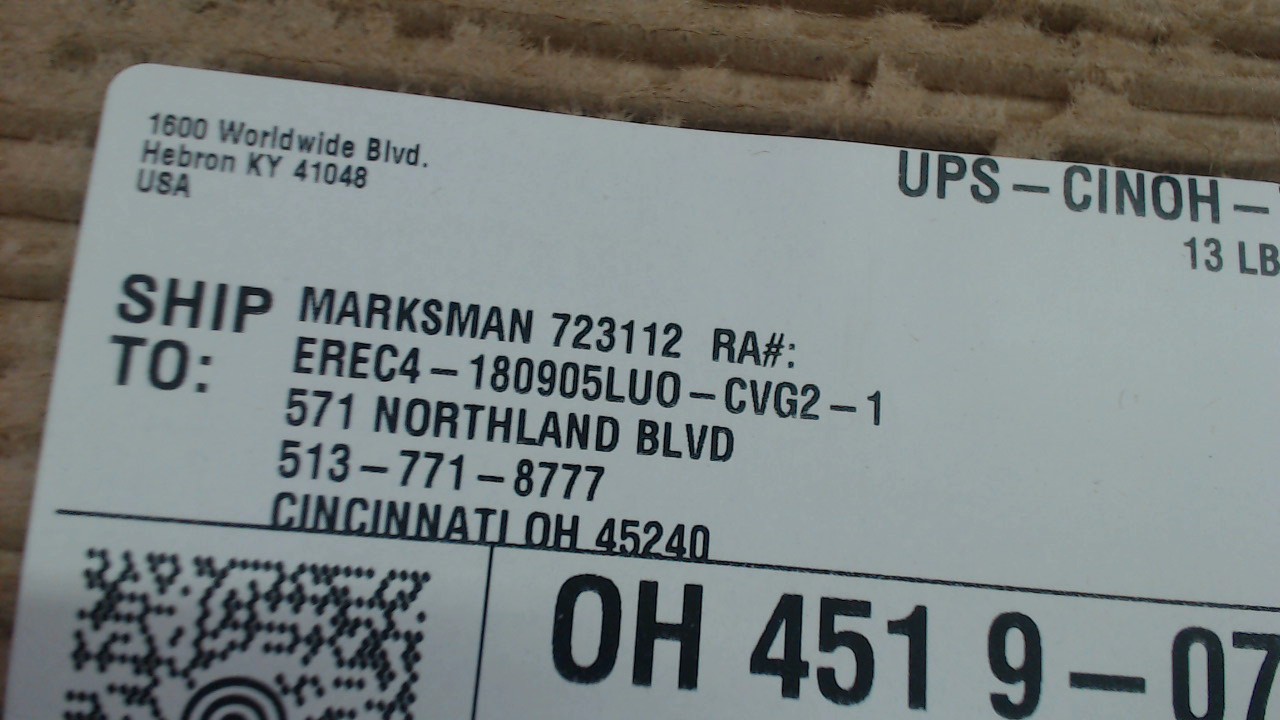 1600 Worldwide Blvd.
Hebron KY 41048
USA
UPS - CINOH -
13 LB
SHIP TO:
MARKSMAN 723112 RA#:
EREC4 - 180905LUO - CVG2 - 1
571 NORTHLAND BLVD
513 - 771 - 8777
CINCINNATI OH 45240
OH 451 9 - 07